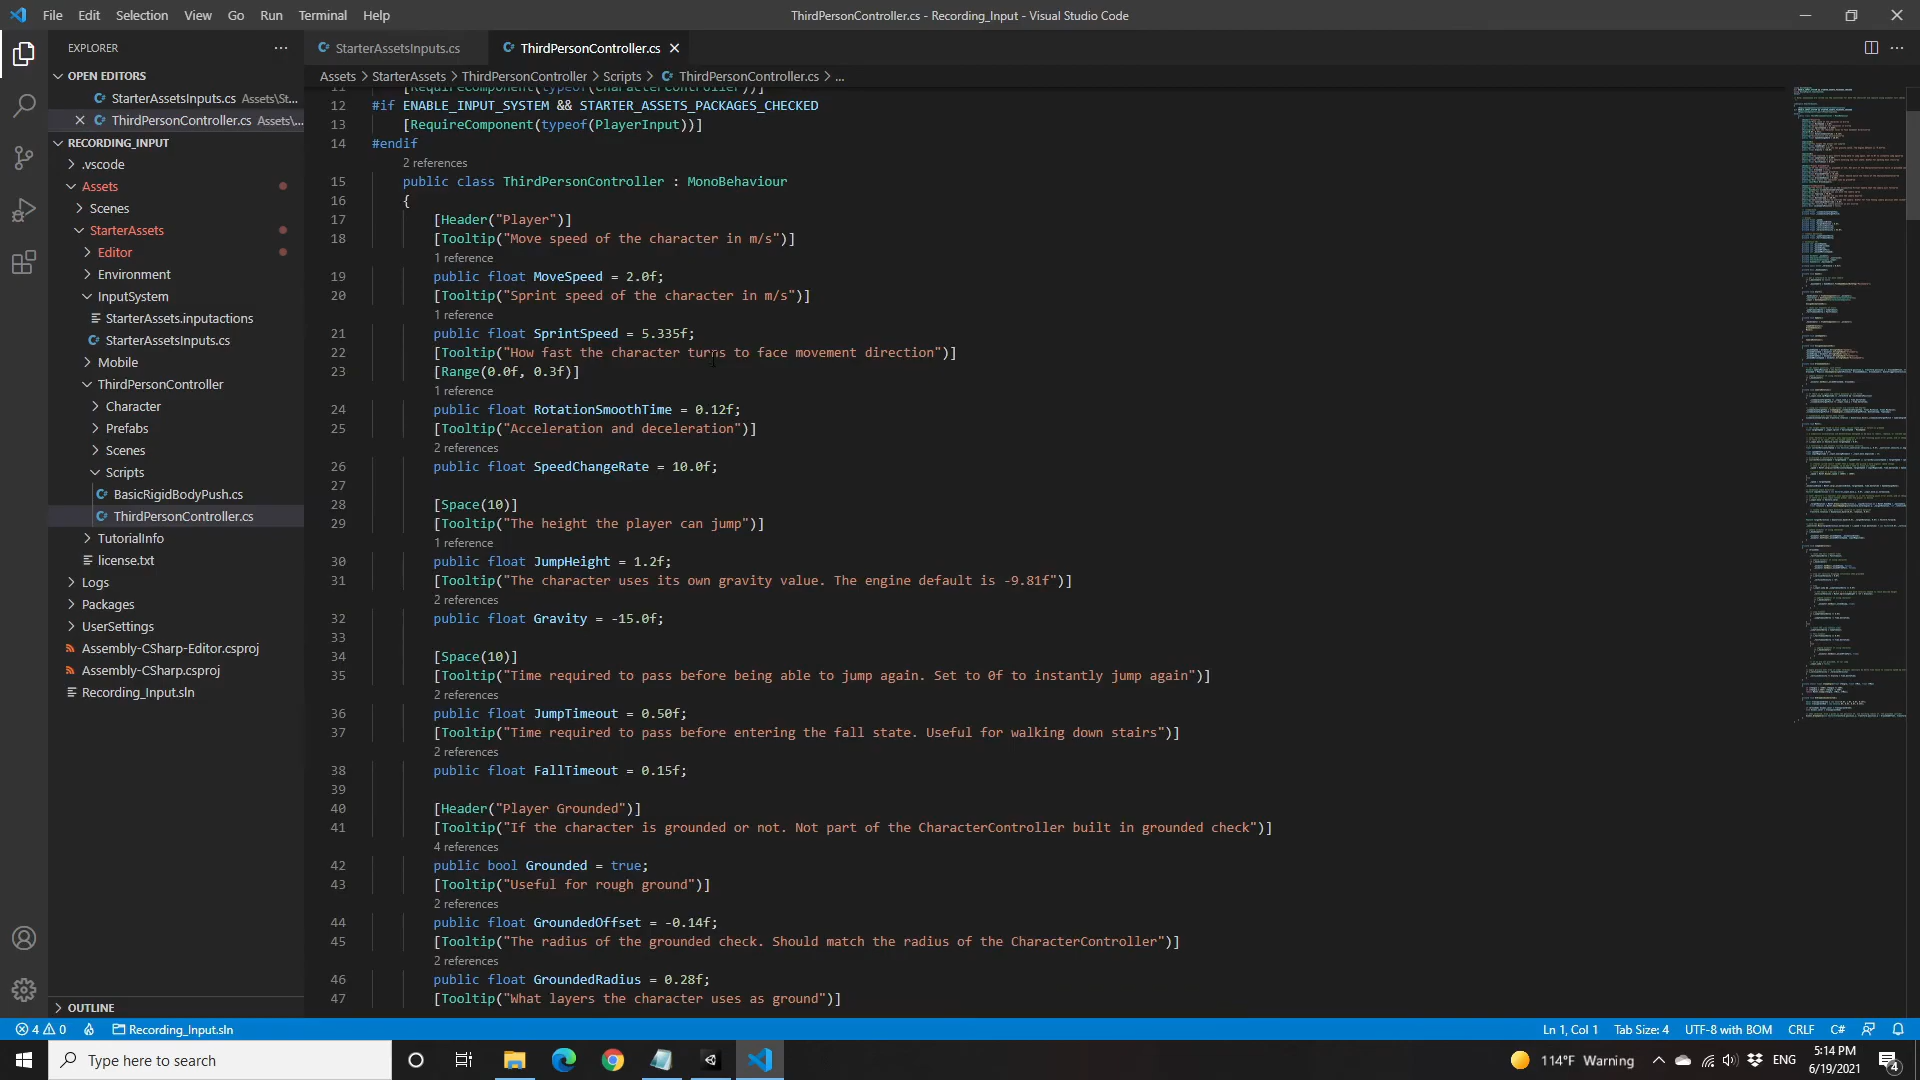 File Edit Selection View Go Run Terminal Help
ThirdPersonController.cs - Recording_Input - Visual Studio Code
EXPLORER
OPEN EDITORS
StarterAssetsInputs.cs Assets\St...
ThirdPersonController.cs Assets\...
RECORDING_INPUT
.vscode
Assets
Scenes
StarterAssets
Editor
Environment
InputSystem
StarterAssets.inputactions
StarterAssetsInputs.cs
Mobile
ThirdPersonController
Character
Prefabs
Scenes
Scripts
BasicRigidBodyPush.cs
ThirdPersonController.cs
TutorialInfo
license.txt
Logs
Packages
UserSettings
Assembly-CSharp-Editor.csproj
Assembly-CSharp.csproj
Recording_Input.sln
OUTLINE
StarterAssetsInputs.cs
ThirdPersonController.cs
Assets > StarterAssets > ThirdPersonController > Scripts > ThirdPersonController.cs > ...
11 [RequireComponent(typeof(CharacterController))]
12 #if ENABLE_INPUT_SYSTEM && STARTER_ASSETS_PACKAGES_CHECKED
13 [RequireComponent(typeof(PlayerInput))]
14 #endif
2 references
15 public class ThirdPersonController : MonoBehaviour
16 {
17 [Header("Player")]
18 [Tooltip("Move speed of the character in m/s")]
1 reference
19 public float MoveSpeed = 2.0f;
20 [Tooltip("Sprint speed of the character in m/s")]
1 reference
21 public float SprintSpeed = 5.335f;
22 [Tooltip("How fast the character turns to face movement direction")]
23 [Range(0.0f, 0.3f)]
1 reference
24 public float RotationSmoothTime = 0.12f;
25 [Tooltip("Acceleration and deceleration")]
2 references
26 public float SpeedChangeRate = 10.0f;
27
28 [Space(10)]
29 [Tooltip("The height the player can jump")]
1 reference
30 public float JumpHeight = 1.2f;
31 [Tooltip("The character uses its own gravity value. The engine default is -9.81f")]
2 references
32 public float Gravity = -15.0f;
33
34 [Space(10)]
35 [Tooltip("Time required to pass before being able to jump again. Set to 0f to instantly jump again")]
2 references
36 public float JumpTimeout = 0.50f;
37 [Tooltip("Time required to pass before entering the fall state. Useful for walking down stairs")]
2 references
38 public float FallTimeout = 0.15f;
39
40 [Header("Player Grounded")]
41 [Tooltip("If the character is grounded or not. Not part of the CharacterController built in grounded check")]
4 references
42 public bool Grounded = true;
43 [Tooltip("Useful for rough ground")]
2 references
44 public float GroundedOffset = -0.14f;
45 [Tooltip("The radius of the grounded check. Should match the radius of the CharacterController")]
2 references
46 public float GroundedRadius = 0.28f;
47 [Tooltip("What layers the character uses as ground")]
4 0 Recording_Input.sln
Ln 1, Col 1 Tab Size: 4 UTF-8 with BOM CRLF C#
Type here to search
114°F Warning ENG 5:14 PM
6/19/2021
4